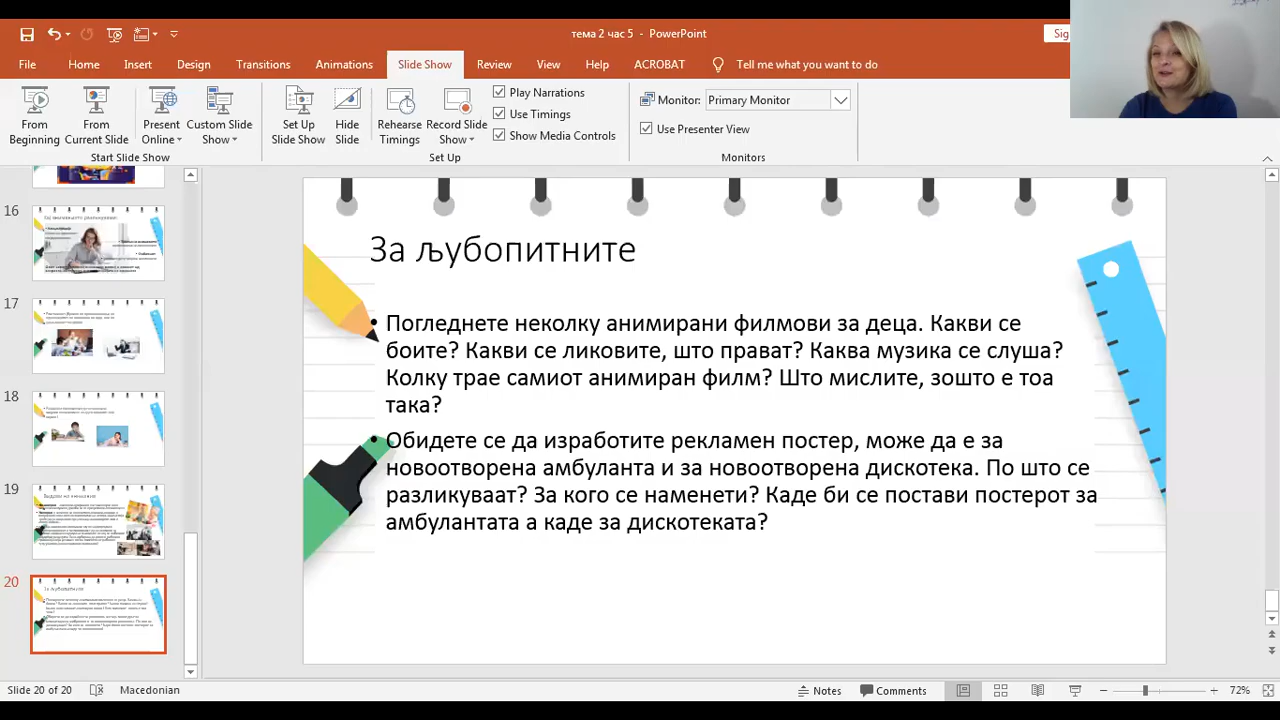 тема 2 час 5 - PowerPoint
File Home Insert Design Transitions Animations Slide Show Review View Help ACROBAT Tell me what you want to do
From Beginning
From Current Slide
Present Online
Custom Slide Show
Set Up Slide Show
Hide Slide
Rehearse Timings
Record Slide Show
Play Narrations
Use Timings
Show Media Controls
Monitor: Primary Monitor
Use Presenter View
Start Slide Show
Set Up
Monitors
16
17
18
19
20
За љубопитните
• Погледнете неколку анимирани филмови за деца. Какви се
боите? Какви се ликовите, што прават? Каква музика се слуша?
Колку трае самиот анимиран филм? Што мислите, зошто е тоа
така?
• Обидете се да изработите рекламен постер, може да е за
новоотворена амбуланта и за новоотворена дискотека. По што се
разликуваат? За кого се наменети? Каде би се постави постерот за
амбулантата акаде за дискотеката?
Slide 20 of 20 Macedonian Notes Comments 72%